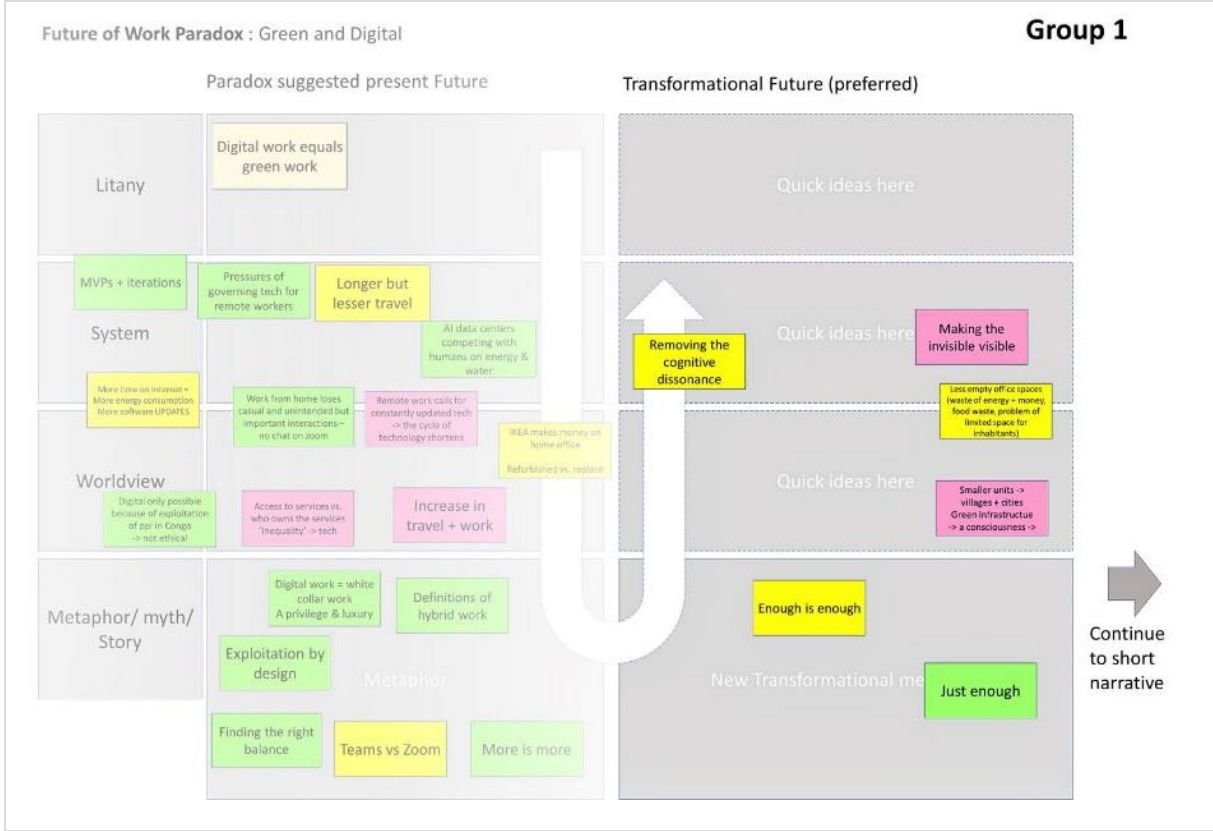 Future of Work Paradox : Green and Digital
Group 1
Paradox suggested present Future
Transformational Future (preferred)
Litany
Digital work equals
green work
Quick ideas here
MVPs + iterations
Pressures of
governing tech for
remote workers
Longer but
lesser travel
System
AI data centers
competing with
humans on energy &
water
Removing the
cognitive
dissonance
Quick ideas here
Making the
invisible visible
More time on internet =
More energy consumption
More software UPDATES
Work from home loses
casual and unintended but
important interactions –
no chat on zoom
Remote work calls for
constantly updated tech
-> the cycle of
technology shortens
IKEA makes money on
home office
Refurbished vs. replace
Less empty office spaces
(waste of energy + money,
food waste, problem of
limited space for
inhabitants)
Worldview
Quick ideas here
Digital only possible
because of exploitation
of ppl in Congo
-> not ethical
Access to services vs.
who owns the services
'inequality' -> tech
Increase in
travel + work
Smaller units ->
villages + cities
Green infrastructue
-> a consciousness ->
Metaphor/ myth/
Story
Digital work = white
collar work
A privilege & luxury
Definitions of
hybrid work
Enough is enough
Exploitation by
design
Metaphor
New Transformational me
Just enough
Finding the right
balance
Teams vs Zoom
More is more
Continue
to short
narrative